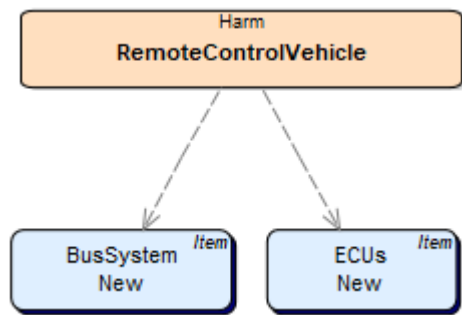 Harm
RemoteControlVehicle
Item
BusSystem
New
Item
ECUs
New